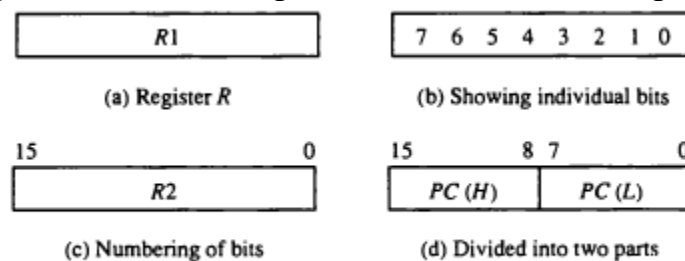 R1
7 6 5 4 3 2 1 0
(a) Register R
(b) Showing individual bits
15 0
15 8 7 0
R2
PC (H) PC (L)
(c) Numbering of bits
(d) Divided into two parts